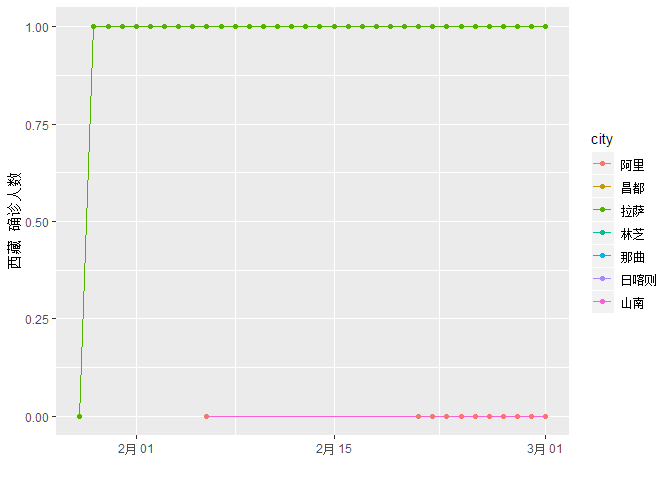 西藏 确诊人数
1.00
0.75
0.50
0.25
0.00
2月 01
2月 15
3月 01
city
阿里
昌都
拉萨
林芝
那曲
日喀则
山南